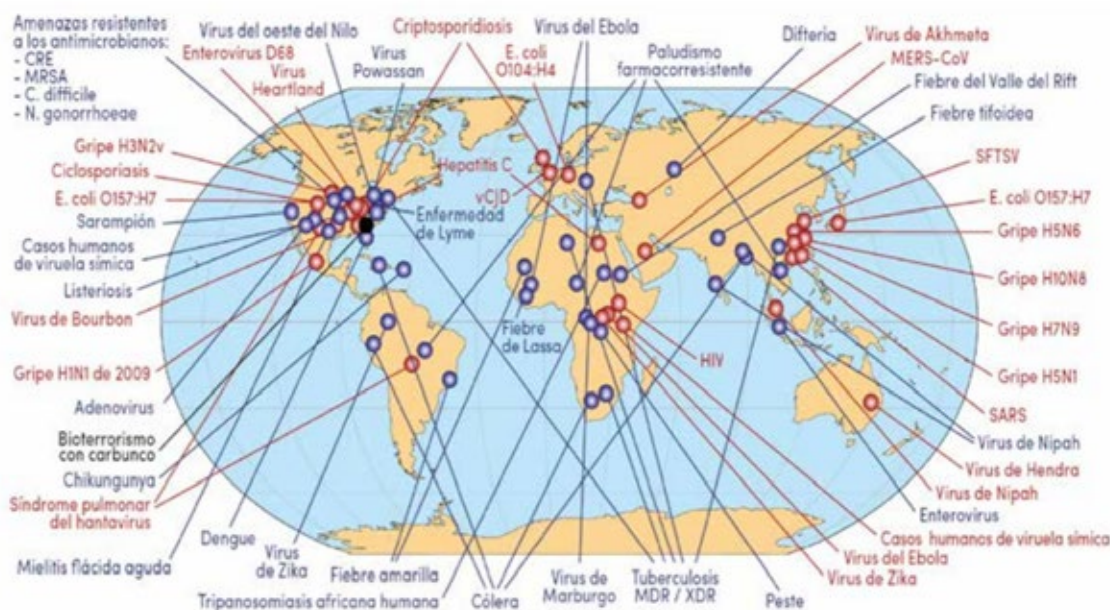 Amenazas resistentes
a los antimicrobianos:
- CRE
- MRSA
- C. difficile
- N. gonorrhoeae
Virus del oeste del Nilo
Enterovirus D68
Virus
Heartland
Virus
Powassan
Criptosporidiosis
E. coli
O104:H4
Virus del Ebola
Paludismo
farmacorresistente
Difteria
Virus de Akhmeta
MERS-CoV
Fiebre del Valle del Rift
Fiebre tifoidea
SFTSV
E. coli O157:H7
Gripe H5N6
Gripe H10N8
Gripe H7N9
Gripe H5N1
SARS
Virus de Nipah
Virus de Hendra
Virus de Nipah
Enterovirus
Casos humanos de viruela símica
Virus del Ebola
Virus de Zika
Gripe H3N2v
Ciclosporiasis
E. coli O157:H7
Sarampión
Casos humanos
de viruela símica
Listeriosis
Virus de Bourbon
Gripe H1N1 de 2009
Adenovirus
Bioterrorismo
con carbunco
Chikungunya
Síndrome pulmonar
del hantavirus
Mielitis flácida aguda
Hepatitis C
vCJD
Enfermedad
de Lyme
Fiebre
de Lassa
HIV
Dengue
Virus
de Zika
Fiebre amarilla
Tripanosomiasis africana humana
Cólera
Virus de
Marburgo
Tuberculosis
MDR / XDR
Peste